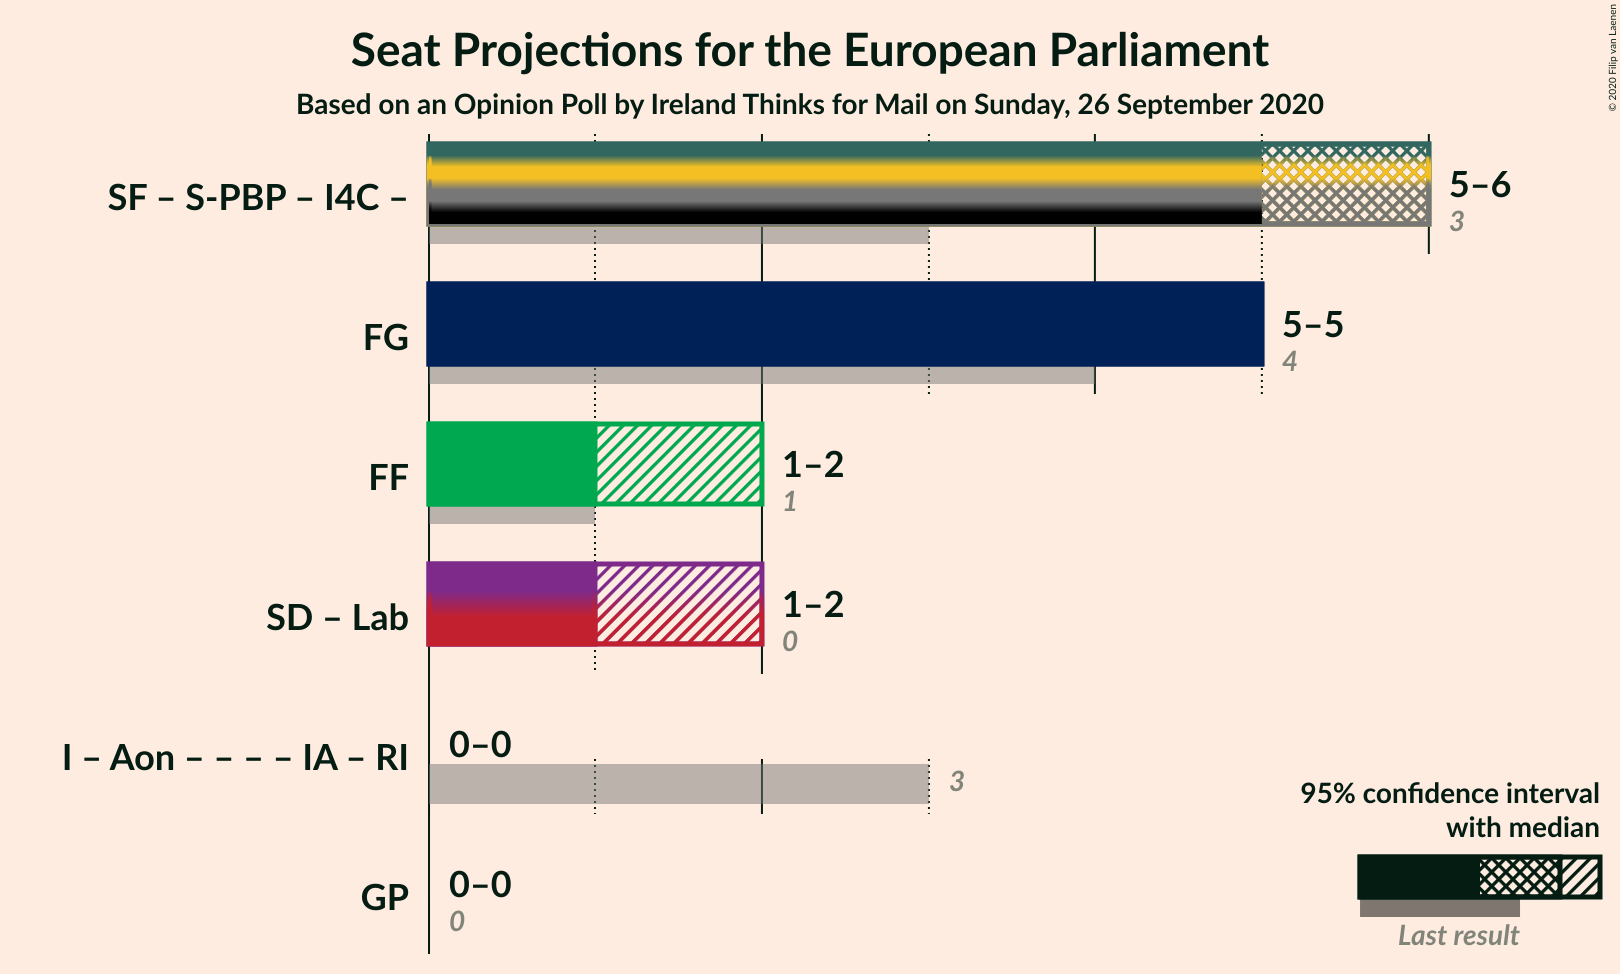 Seat Projections for the European Parliament
Based on an Opinion Poll by Ireland Thinks for Mail on Sunday, 26 September 2020
© 2020 Filip van Laenen
SF – S-PBP – I4C –
5–6
3
FG
5–5
4
FF
1–2
1
SD – Lab
1–2
0
I – Aon – – – – IA – RI
0–0
3
GP
0–0
0
95% confidence interval
with median
Last result